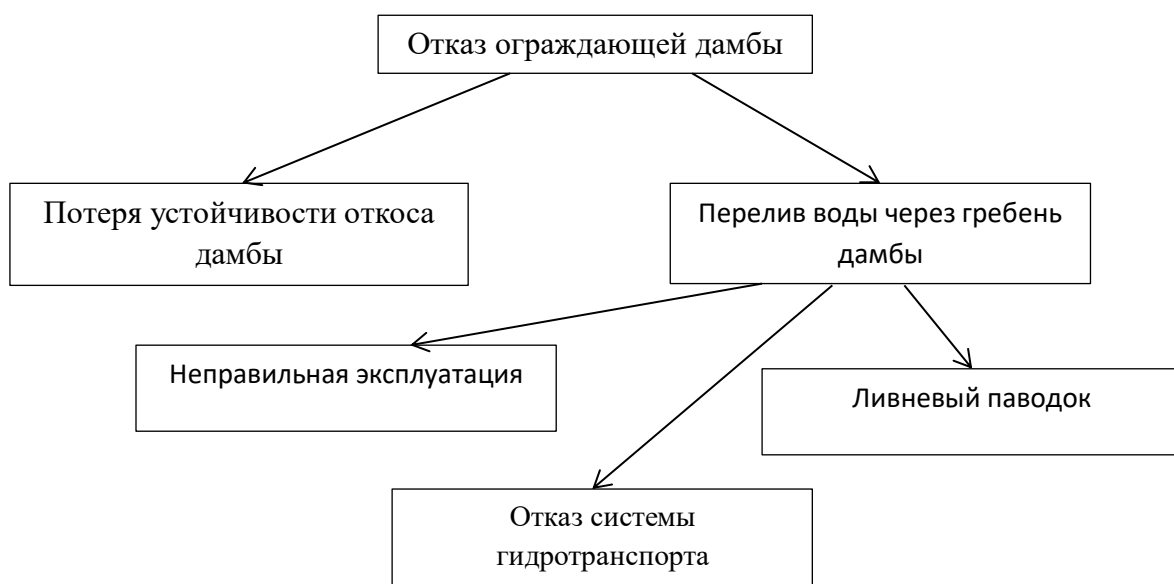 Отказ ограждающей дамбы
Потеря устойчивости откоса
дамбы
Перелив воды через гребень
дамбы
Неправильная эксплуатация
Ливневый паводок
Отказ системы
гидротранспорта